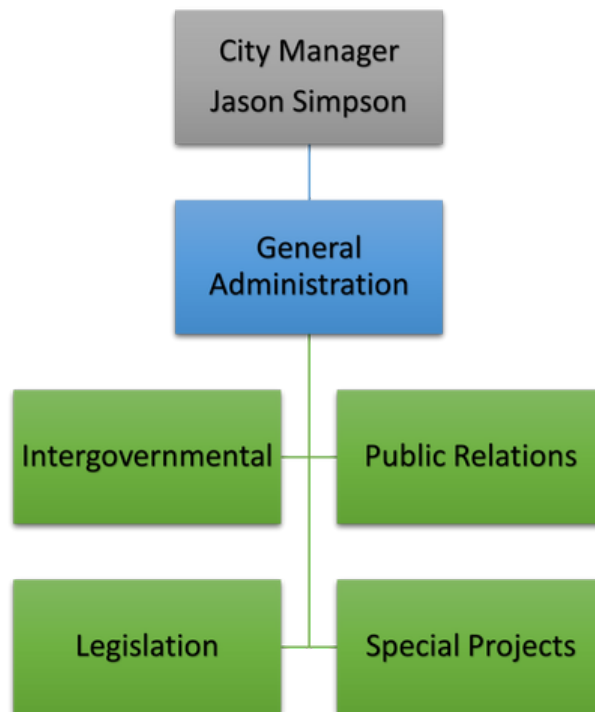 City Manager
Jason Simpson
General
Administration
Intergovernmental
Public Relations
Legislation
Special Projects